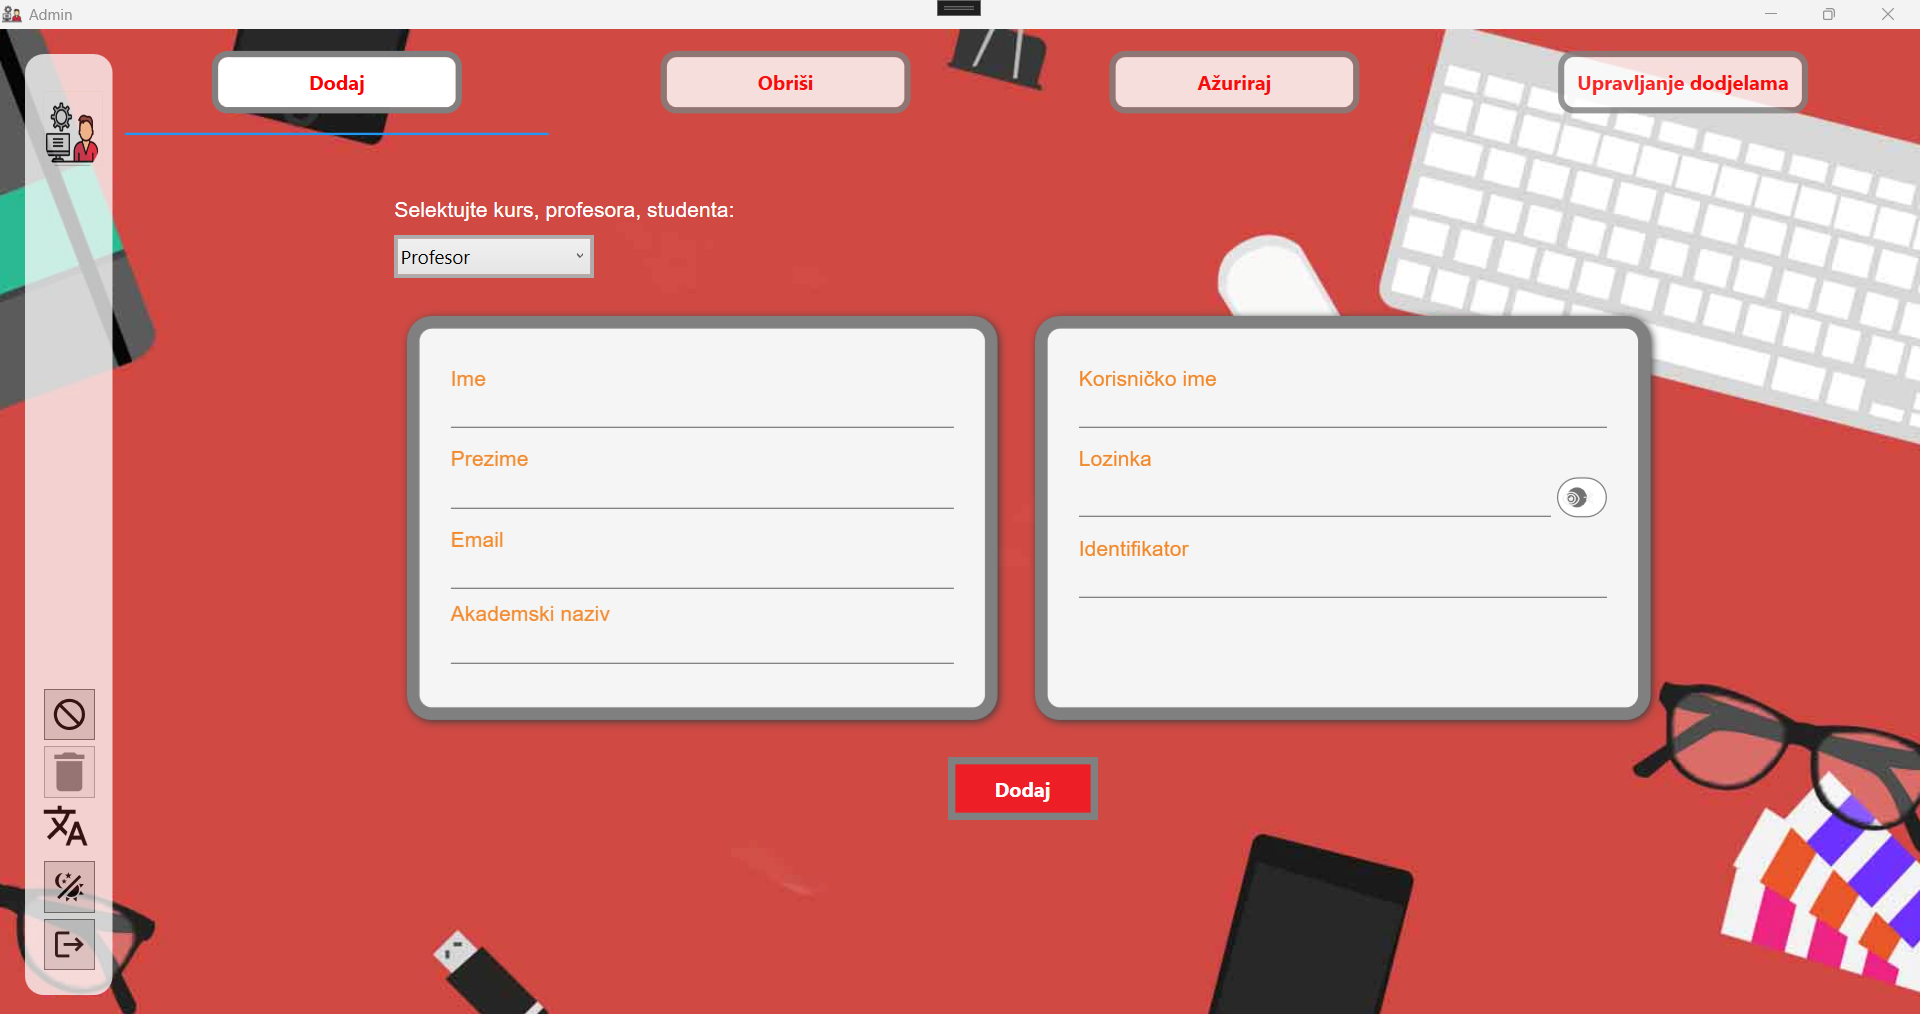 Admin
Dodaj
Obriši
Ažuriraj
Upravljanje dodjelama
Selektujte kurs, profesora, studenta:
Profesor
Ime
Prezime
Email
Akademski naziv
Korisničko ime
Lozinka
Identifikator
Dodaj